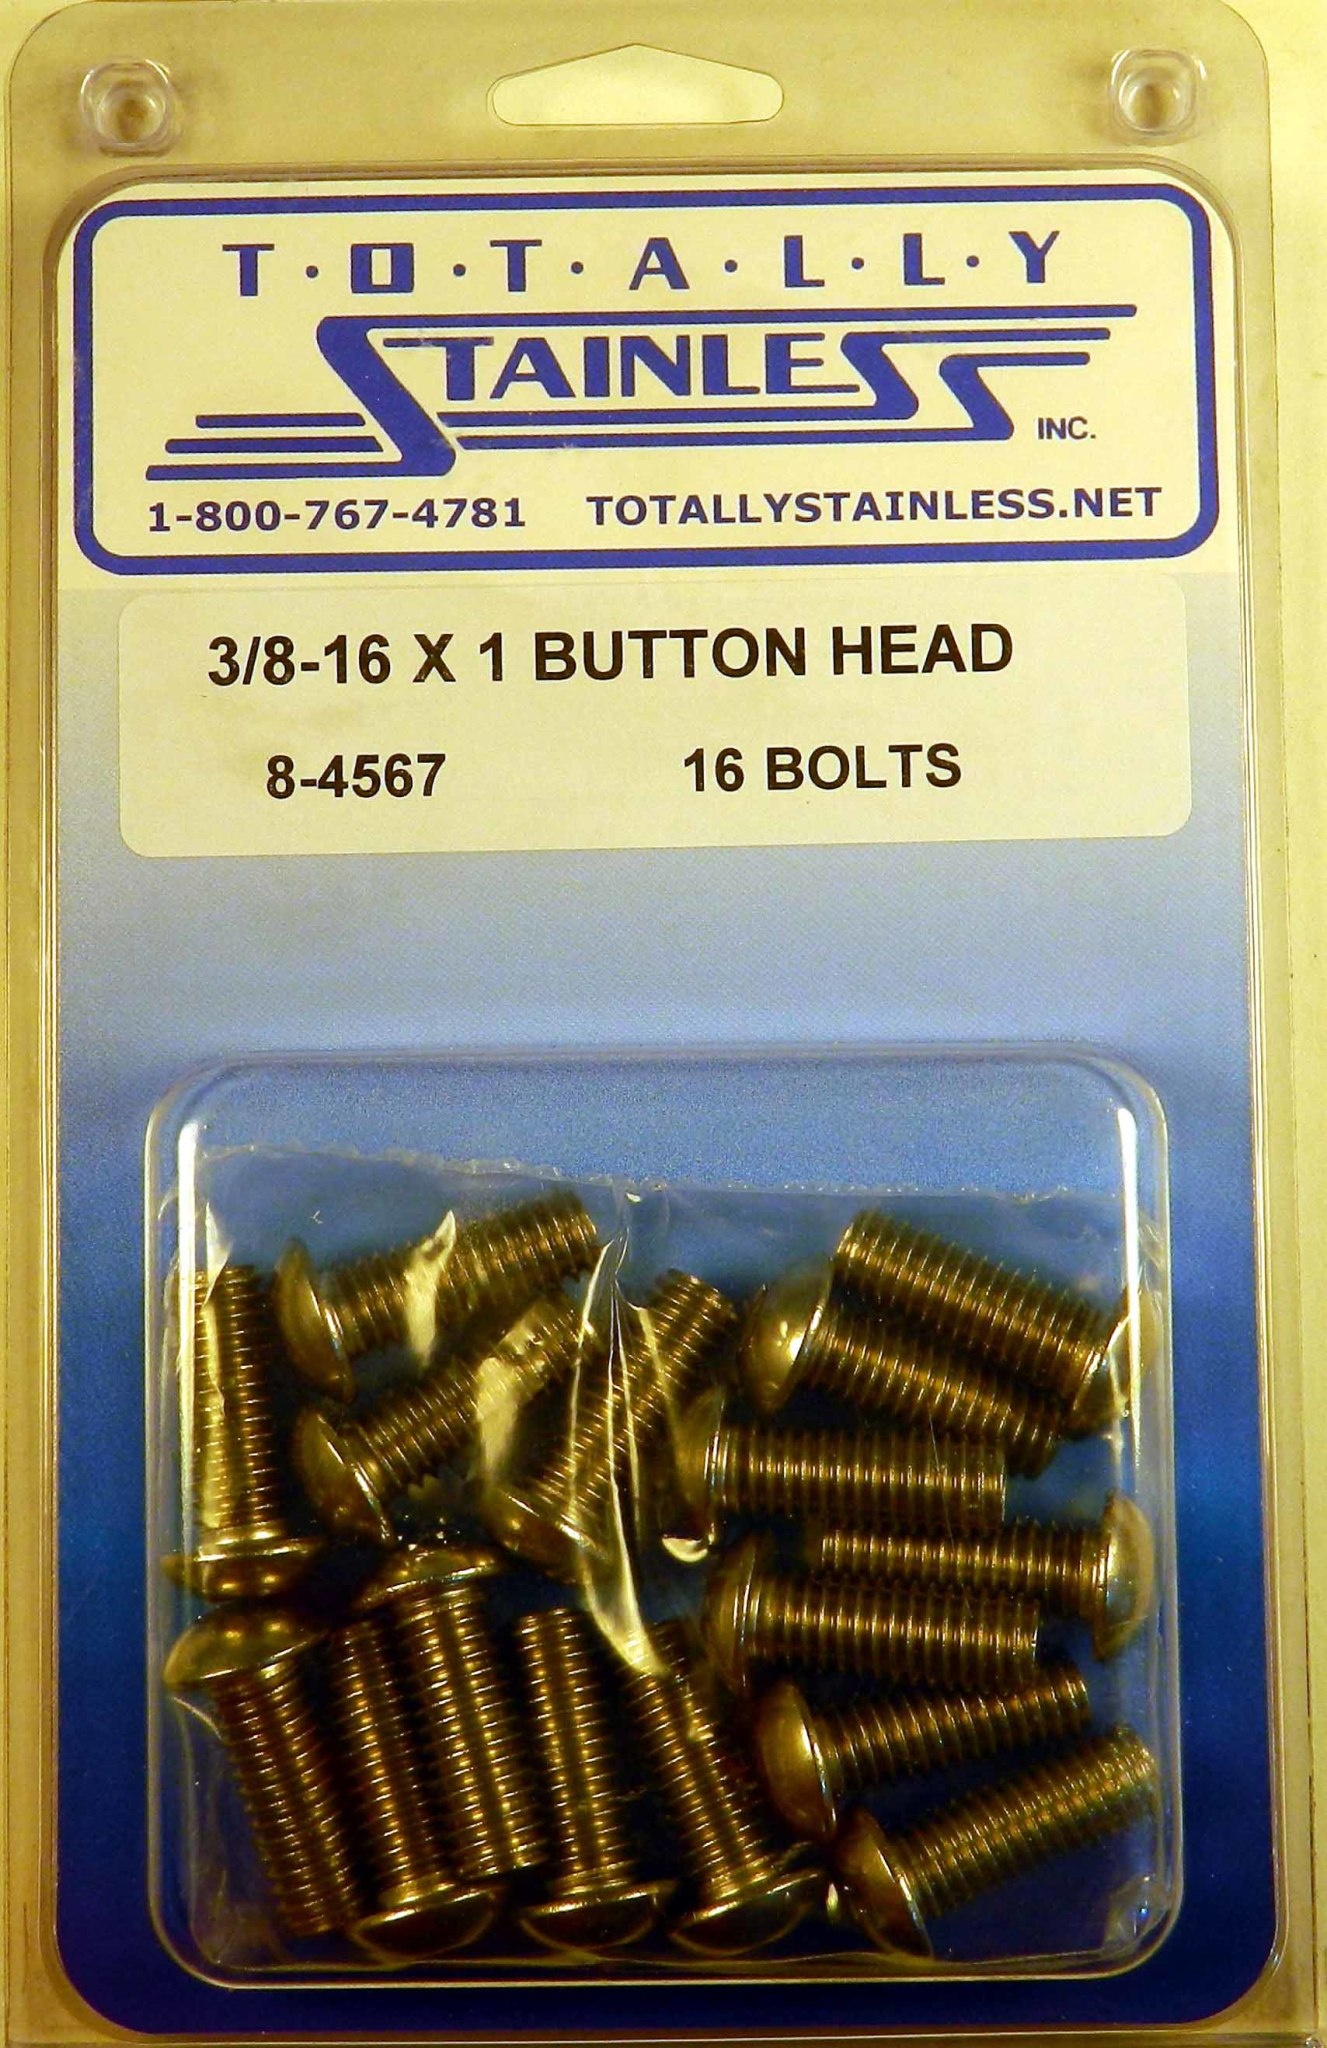 T·O·T·A·L·L·Y
STAINLESS INC.
1-800-767-4781 TOTALLYSTAINLESS.NET
3/8-16 X 1 BUTTON HEAD
8-4567 16 BOLTS